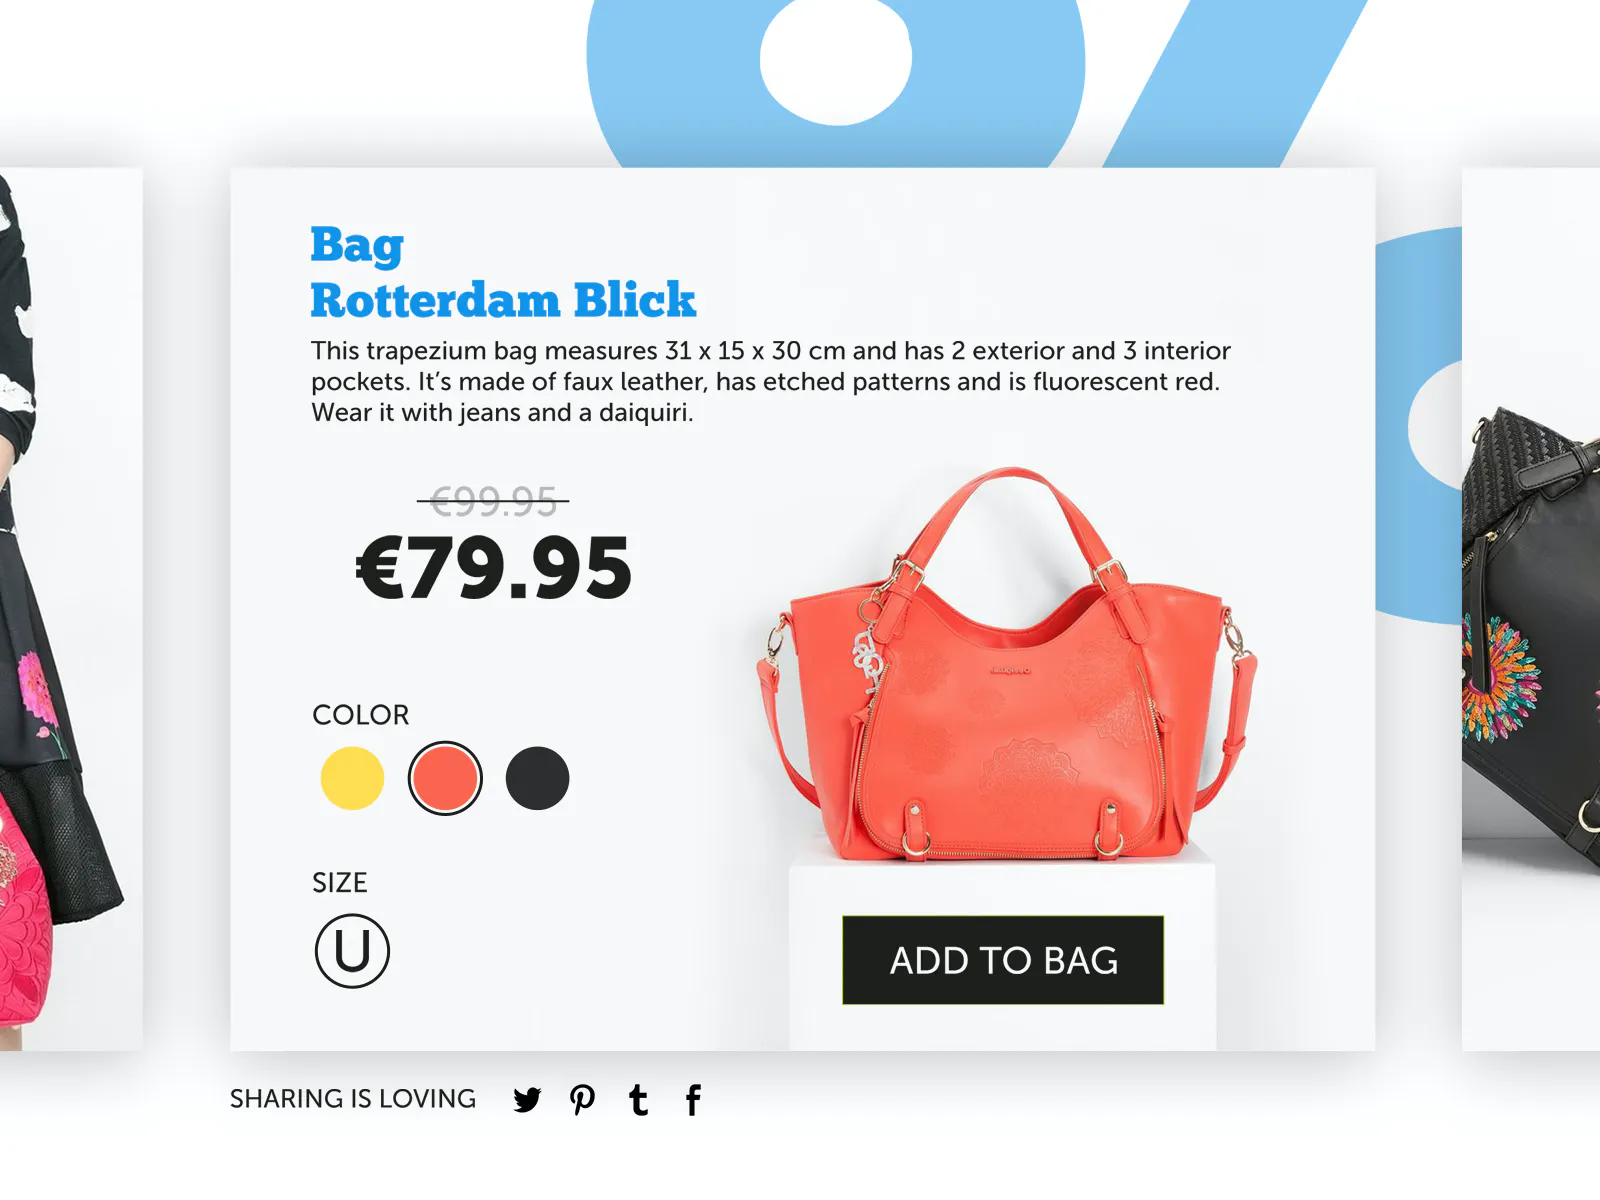 %
Bag
Rotterdam Blick
This trapezium bag measures 31 x 15 x 30 cm and has 2 exterior and 3 interior
pockets. It’s made of faux leather, has etched patterns and is fluorescent red.
Wear it with jeans and a daiquiri.
€99.95
€79.95
COLOR
SIZE
U
ADD TO BAG
SHARING IS LOVING